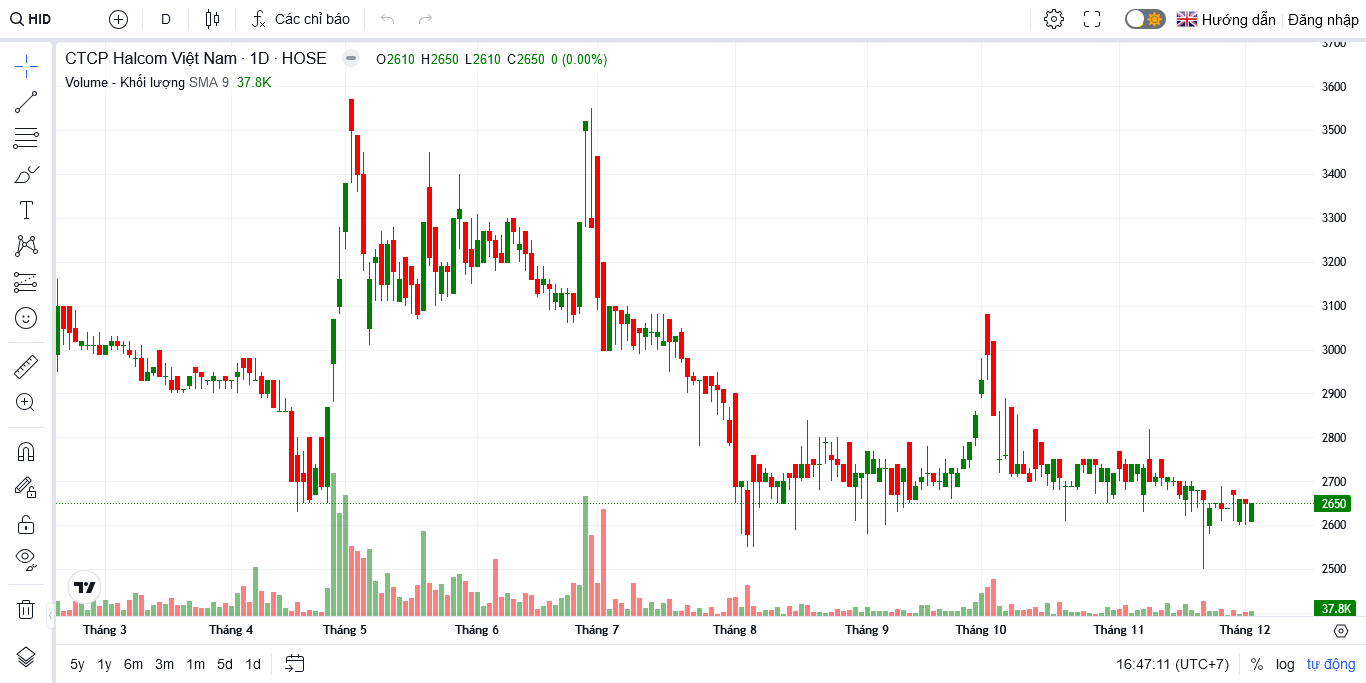 HID D Các chỉ báo Hướng dẫn Đăng nhập
CTCP Halcom Việt Nam · 1D · HOSE O2610 H2650 L2610 C2650 0 (0.00%)
Volume - Khối lượng SMA 9 37.8K
3700
3600
3500
3400
3300
3200
3100
3000
2900
2800
2700
2650
2600
2500
37.8K
Tháng 3 Tháng 4 Tháng 5 Tháng 6 Tháng 7 Tháng 8 Tháng 9 Tháng 10 Tháng 11 Tháng 12
5y 1y 6m 3m 1m 5d 1d 16:47:11 (UTC+7) % log tự động